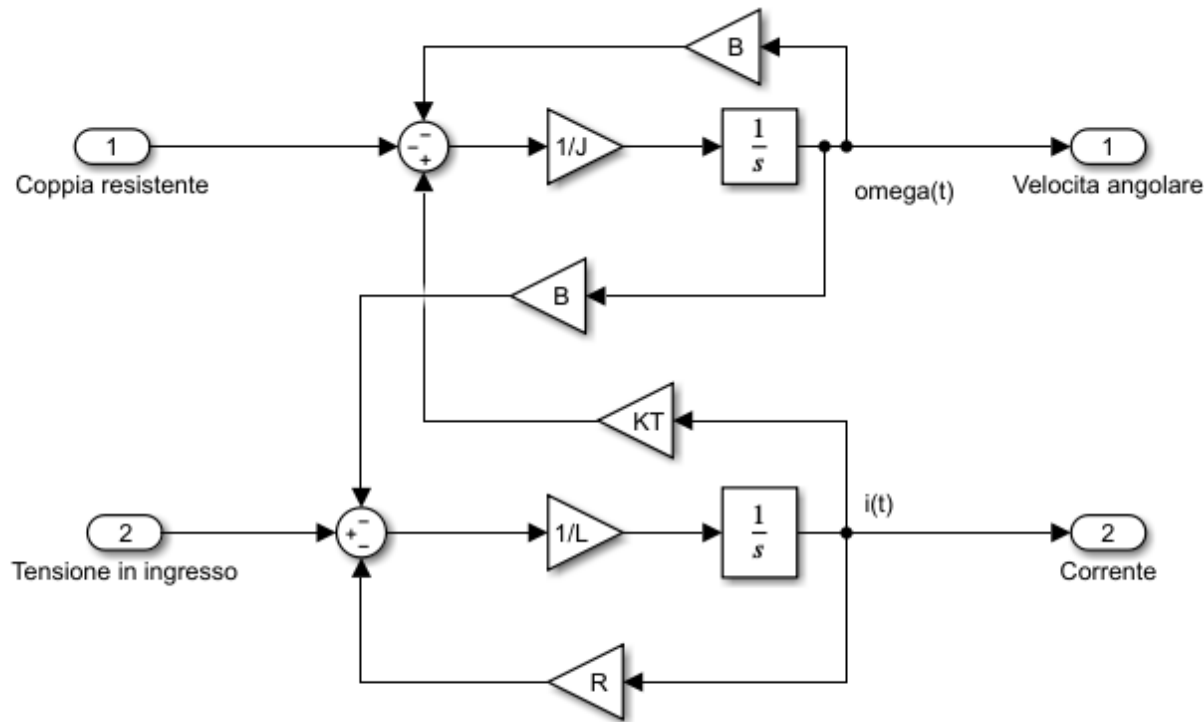 B
1
Coppia resistente
− − +
1/J
1
s
omega(t)
1
Velocita angolare
B
KT
i(t)
2
Tensione in ingresso
+ − −
1/L
1
s
2
Corrente
R